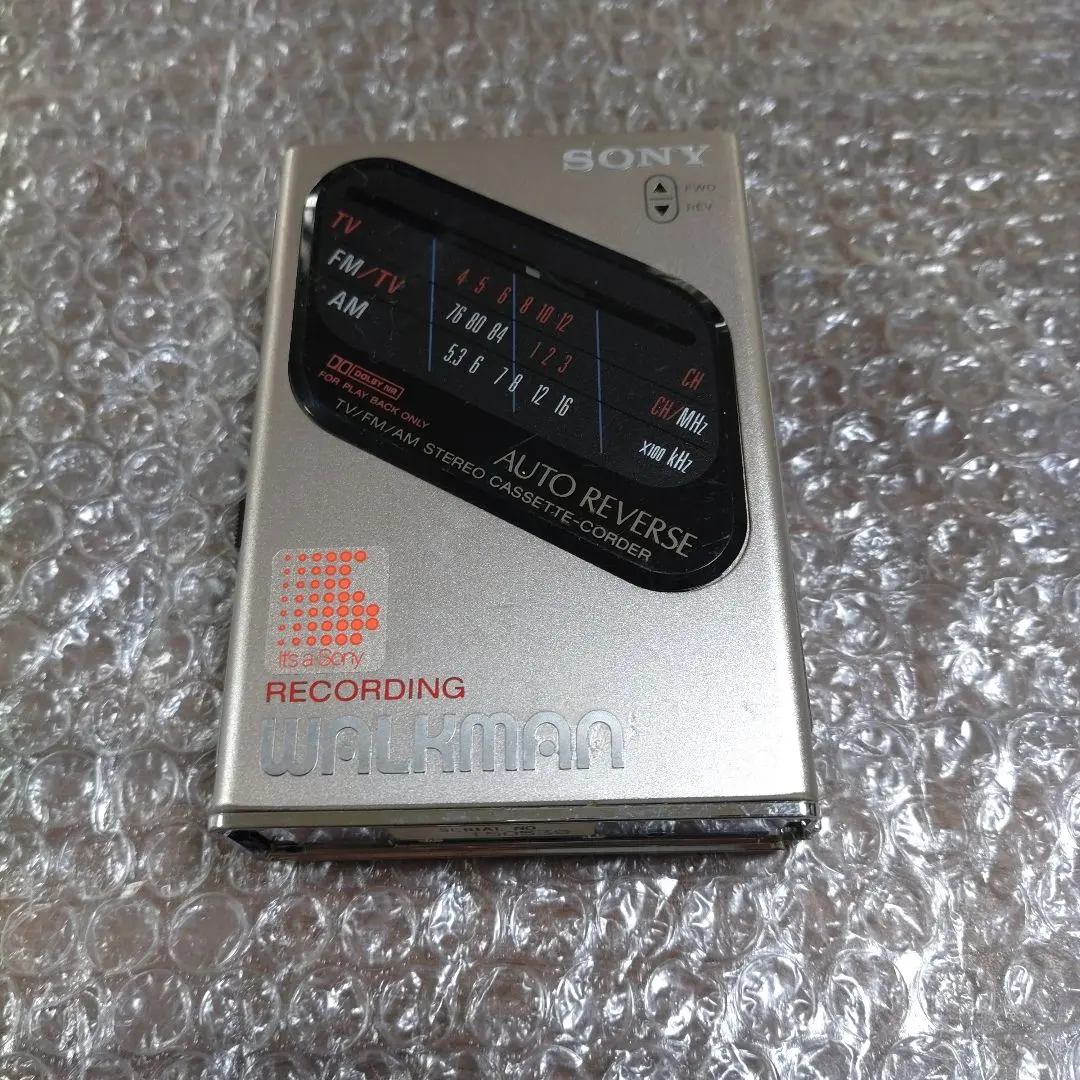 SONY
FWD
REV
TV
4 5 6 8 10 12
CH
FM/TV
76 80 84 1 2 3
CH/MHz
AM
5.3 6 7 8 12 16
X100 kHz
DOLBY NR
FOR PLAY BACK ONLY
TV/FM/AM STEREO CASSETTE-CORDER
AUTO REVERSE
It's a Sony
RECORDING
WALKMAN
SERIAL NO.